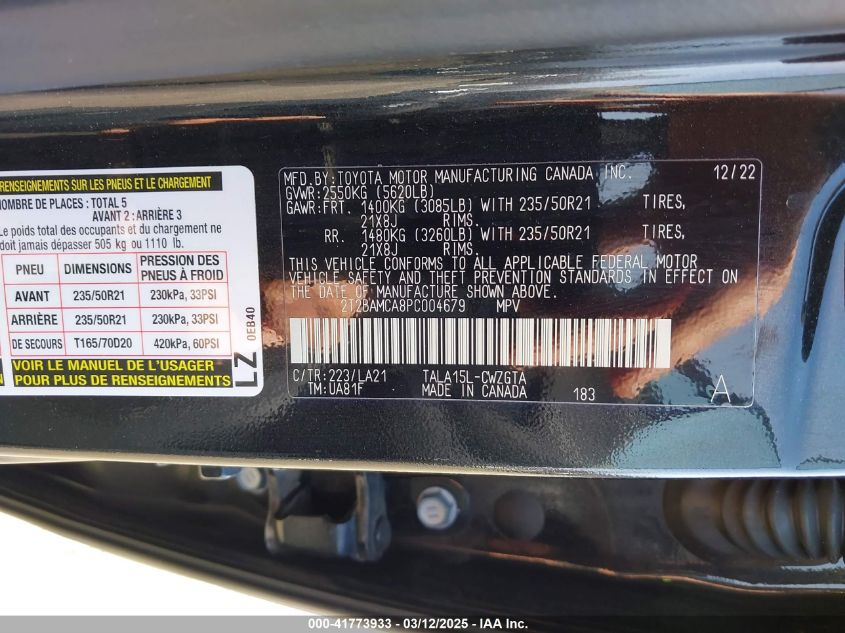 RENSEIGNEMENTS SUR LES PNEUS ET LE CHARGEMENT
NOMBRE DE PLACES : TOTAL 5
AVANT 2 : ARRIÈRE 3
Le poids total des occupants et du chargement ne
doit jamais dépasser 505 kg ou 1110 lb.
PNEU DIMENSIONS PRESSION DES PNEUS À FROID
AVANT 235/50R21 230kPa, 33PSI
ARRIÈRE 235/50R21 230kPa, 33PSI
DE SECOURS T165/70D20 420kPa, 60PSI
VOIR LE MANUEL DE L'USAGER
POUR PLUS DE RENSEIGNEMENTS
LZ 0EB40
MFD.BY:TOYOTA MOTOR MANUFACTURING CANADA INC. 12/22
GVWR:2550KG (5620LB)
GAWR:FRT. 1400KG (3085LB) WITH 235/50R21 TIRES,
21X8J RIMS.
RR. 1480KG (3260LB) WITH 235/50R21 TIRES,
21X8J RIMS.
THIS VEHICLE CONFORMS TO ALL APPLICABLE FEDERAL MOTOR
VEHICLE SAFETY AND THEFT PREVENTION STANDARDS IN EFFECT ON
THE DATE OF MANUFACTURE SHOWN ABOVE.
2T2BAMCA8PC004679 MPV
C/TR:223/LA21 TALA15L-CWZGTA
TM:UA81F MADE IN CANADA 183 A
000-41773933 - 03/12/2025 - IAA, LLC.